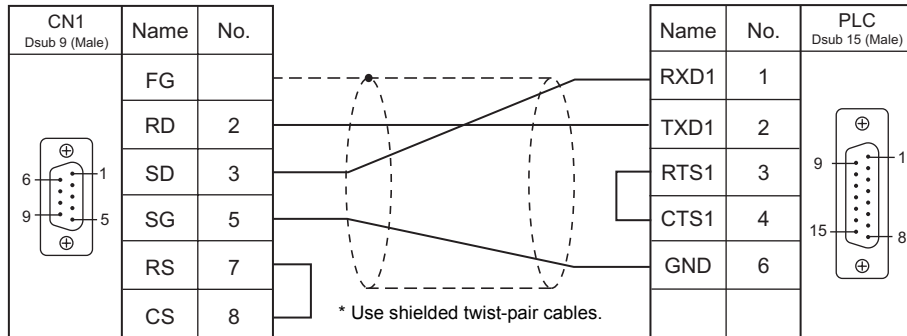 CN1
Dsub 9 (Male)
Name No.
FG
RD 2
SD 3
SG 5
RS 7
CS 8
1
6
9
5
* Use shielded twist-pair cables.
Name No.
PLC
Dsub 15 (Male)
RXD1 1
TXD1 2
RTS1 3
CTS1 4
GND 6
9
1
15
8